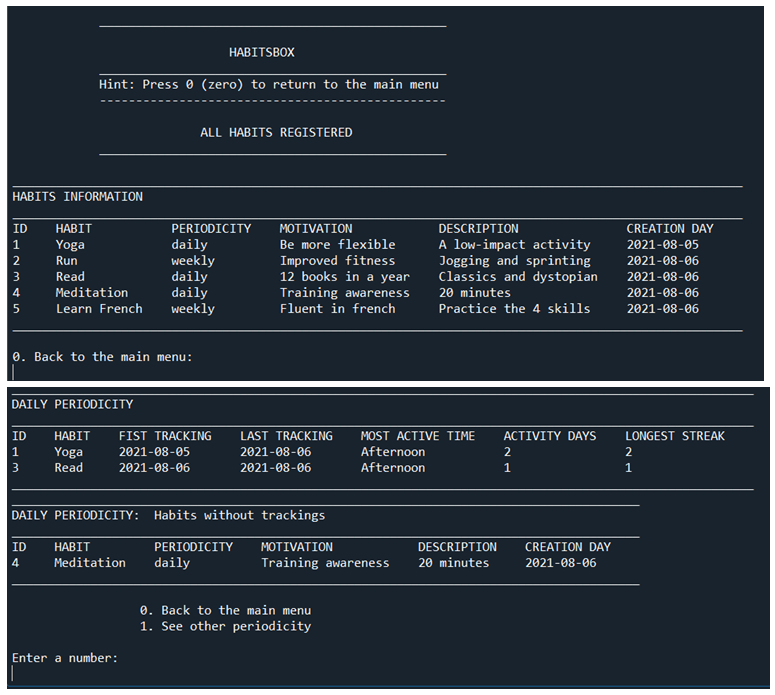 HABITSBOX
Hint: Press 0 (zero) to return to the main menu
ALL HABITS REGISTERED
HABITS INFORMATION
ID HABIT PERIODICITY MOTIVATION DESCRIPTION CREATION DAY
1 Yoga daily Be more flexible A low-impact activity 2021-08-05
2 Run weekly Improved fitness Jogging and sprinting 2021-08-06
3 Read daily 12 books in a year Classics and dystopian 2021-08-06
4 Meditation daily Training awareness 20 minutes 2021-08-06
5 Learn French weekly Fluent in french Practice the 4 skills 2021-08-06
0. Back to the main menu:
DAILY PERIODICITY
ID HABIT FIST TRACKING LAST TRACKING MOST ACTIVE TIME ACTIVITY DAYS LONGEST STREAK
1 Yoga 2021-08-05 2021-08-06 Afternoon 2 2
3 Read 2021-08-06 2021-08-06 Afternoon 1 1
DAILY PERIODICITY: Habits without trackings
ID HABIT PERIODICITY MOTIVATION DESCRIPTION CREATION DAY
4 Meditation daily Training awareness 20 minutes 2021-08-06
0. Back to the main menu
1. See other periodicity
Enter a number: